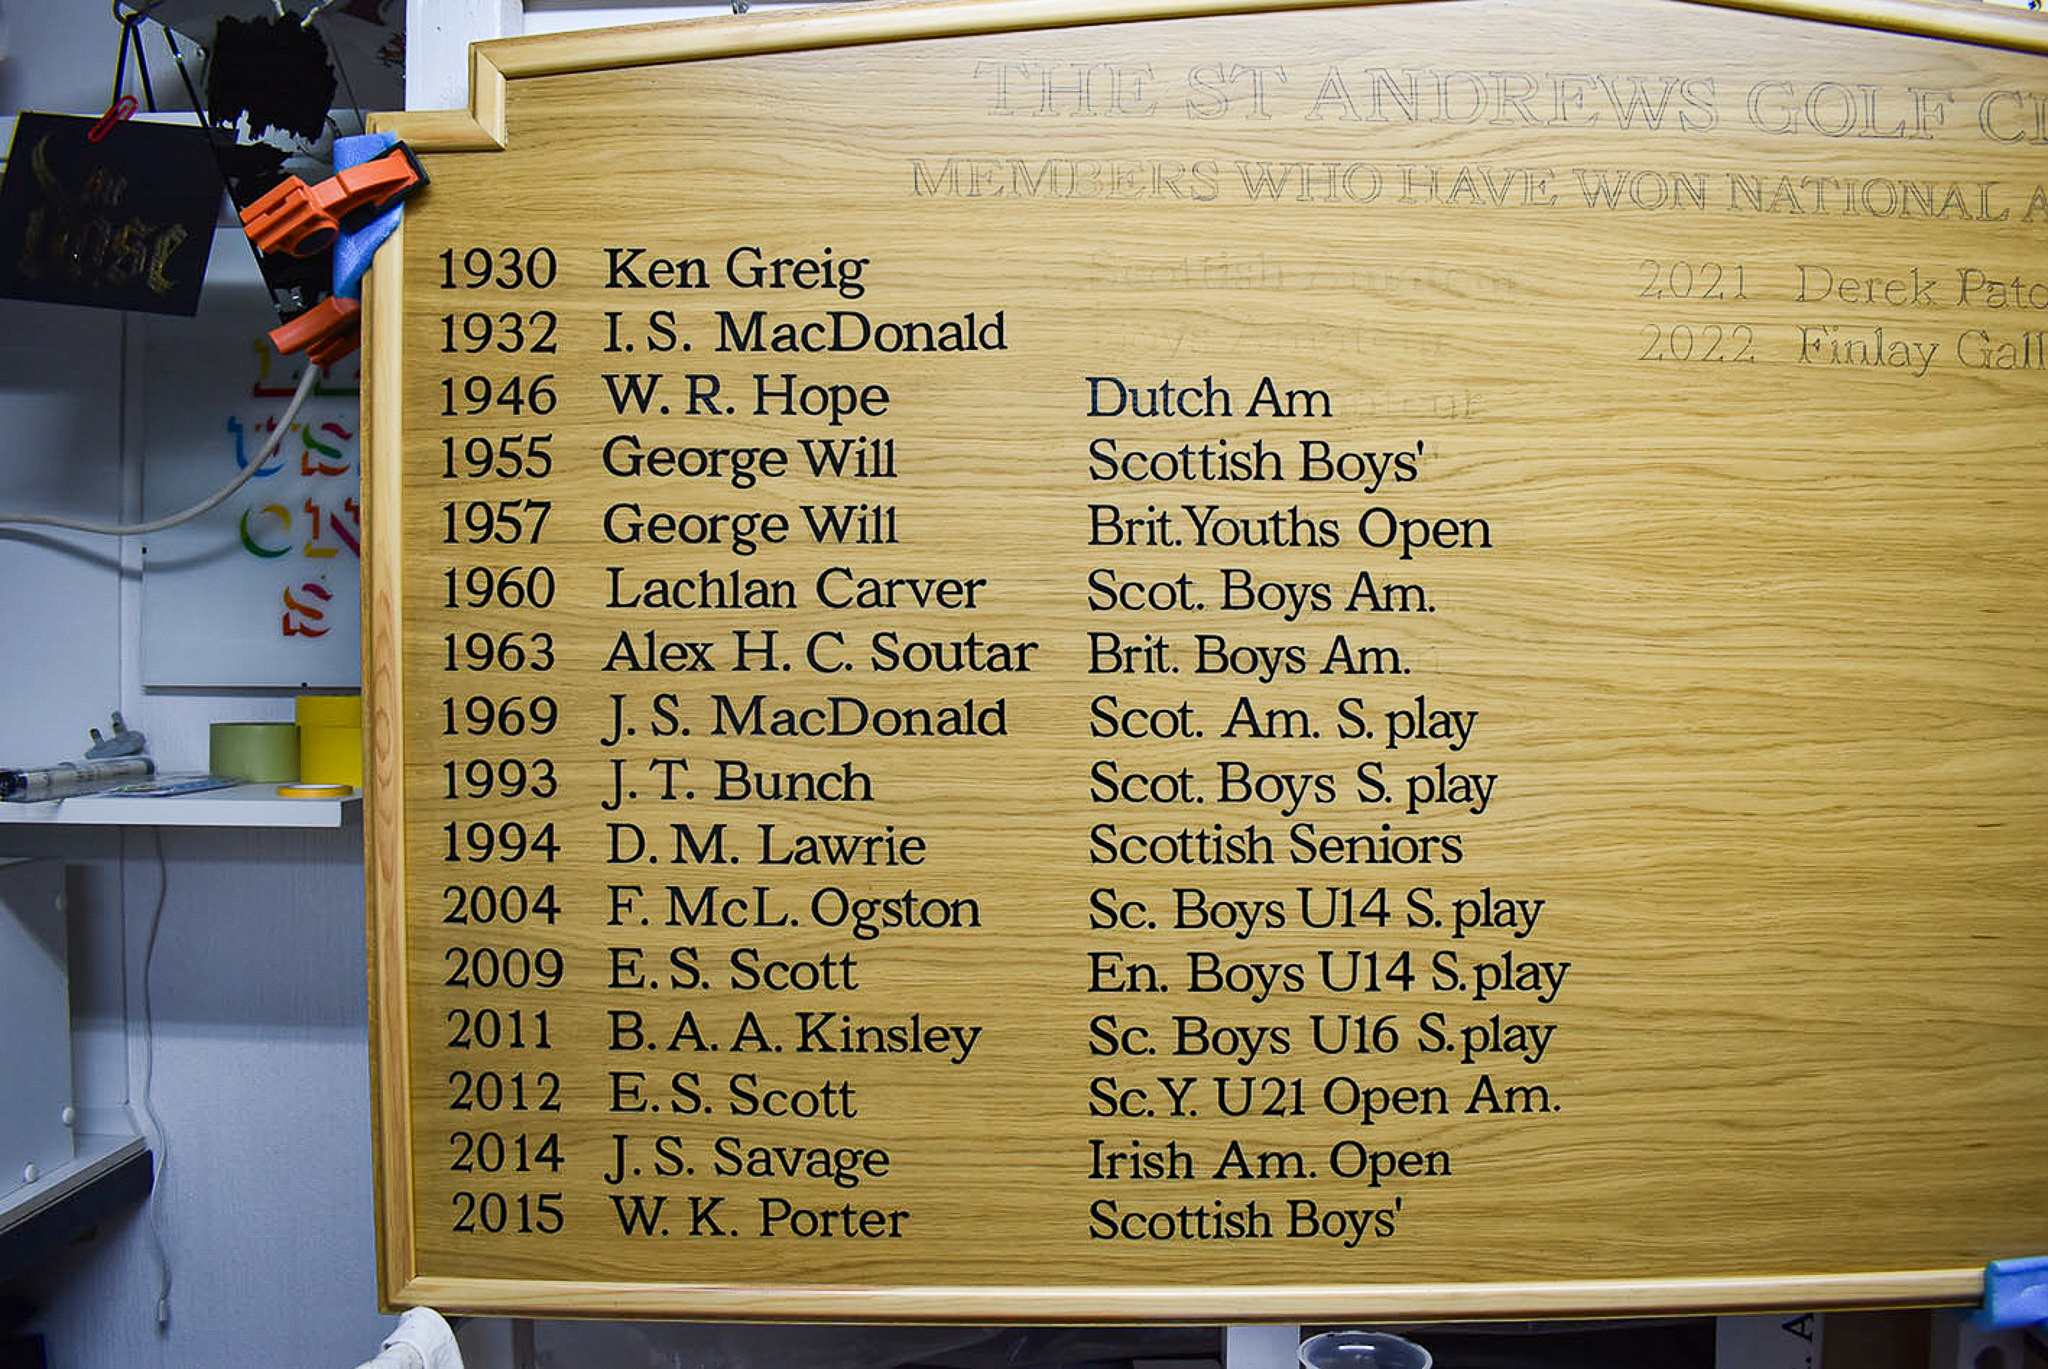 THE ST ANDREWS GOLF CL
MEMBERS WHO HAVE WON NATIONAL A
1930 Ken Greig Scottish Amateur
1932 I. S. MacDonald Boys Amateur
1946 W. R. Hope Dutch Am
1955 George Will Scottish Boys'
1957 George Will Brit. Youths Open
1960 Lachlan Carver Scot. Boys Am.
1963 Alex H. C. Soutar Brit. Boys Am.
1969 J. S. MacDonald Scot. Am. S. play
1993 J. T. Bunch Scot. Boys S. play
1994 D. M. Lawrie Scottish Seniors
2004 F. McL. Ogston Sc. Boys U14 S. play
2009 E. S. Scott En. Boys U14 S. play
2011 B. A. A. Kinsley Sc. Boys U16 S. play
2012 E. S. Scott Sc. Y. U21 Open Am.
2014 J. S. Savage Irish Am. Open
2015 W. K. Porter Scottish Boys'
2021 Derek Pato
2022 Finlay Gall